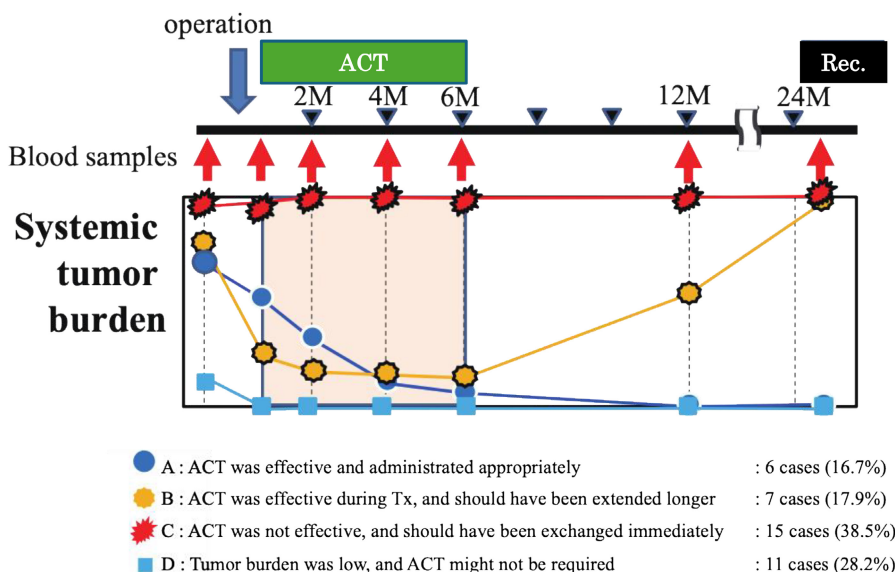 operation
ACT
Rec.
2M 4M 6M 12M 24M
Blood samples
Systemic
tumor
burden
A : ACT was effective and administrated appropriately : 6 cases (16.7%)
B : ACT was effective during Tx, and should have been extended longer : 7 cases (17.9%)
C : ACT was not effective, and should have been exchanged immediately : 15 cases (38.5%)
D : Tumor burden was low, and ACT might not be required : 11 cases (28.2%)